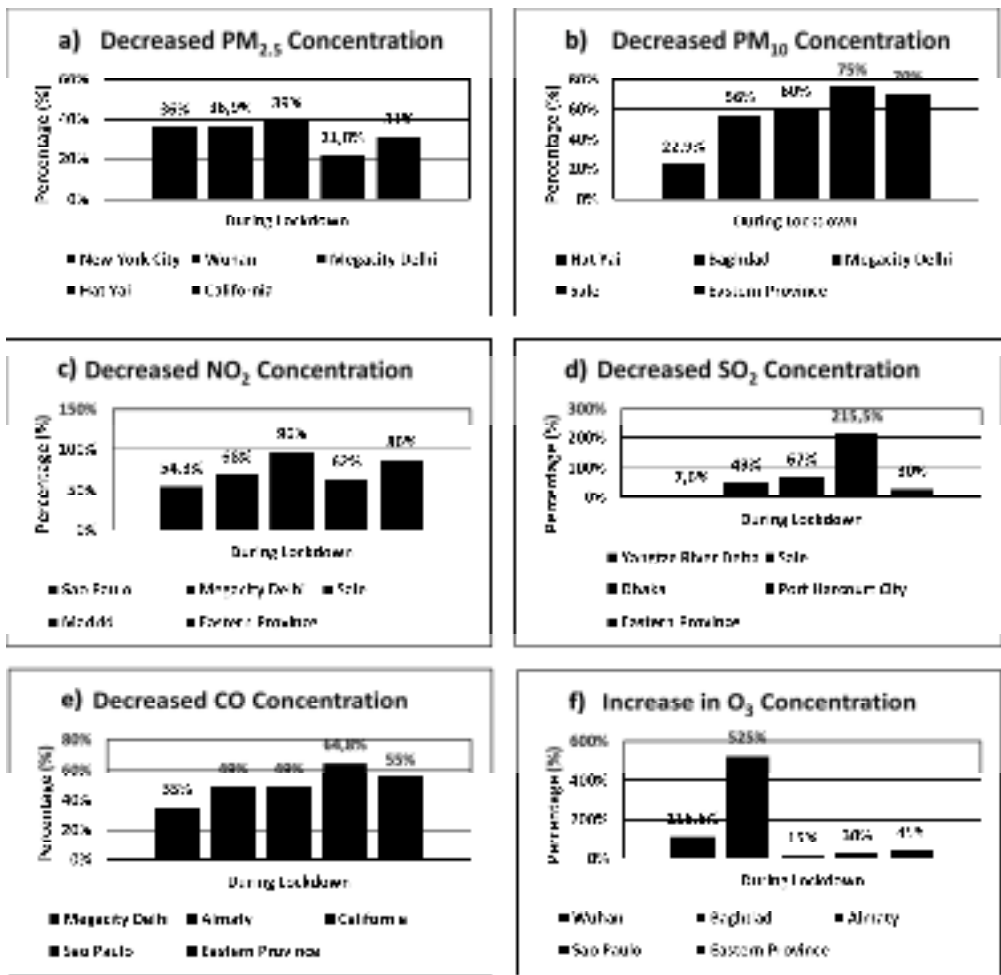 a) Decreased PM2.5 Concentration
Percentage (%)
60%
40%
20%
0%
36%
36,9%
39%
During Lockdown
New York City Wuhan Megacity Delhi
Hat Yai California
b) Decreased PM10 Concentration
Percentage (%)
80%
60%
40%
20%
0%
22,9%
56%
60%
75%
70%
During Lockdown
Hat Yai Baghdad Megacity Delhi
Sale Eastern Province
c) Decreased NO2 Concentration
Percentage (%)
150%
100%
50%
0%
54,3%
68%
62%
During Lockdown
Sao Paulo Megacity Delhi Sale
Madrid Eastern Province
d) Decreased SO2 Concentration
Percentage (%)
300%
200%
100%
0%
49%
67%
215,5%
During Lockdown
Yangtze River Delta Sale
Dhaka Port Harcourt City
Eastern Province
e) Decreased CO Concentration
Percentage (%)
80%
60%
40%
20%
0%
49%
49%
64,8%
55%
During Lockdown
Megacity Delhi Almaty California
Sao Paulo Eastern Province
f) Increase in O3 Concentration
Percentage (%)
600%
400%
200%
0%
525%
15%
30%
During Lockdown
Wuhan Baghdad Almaty
Sao Paulo Eastern Province